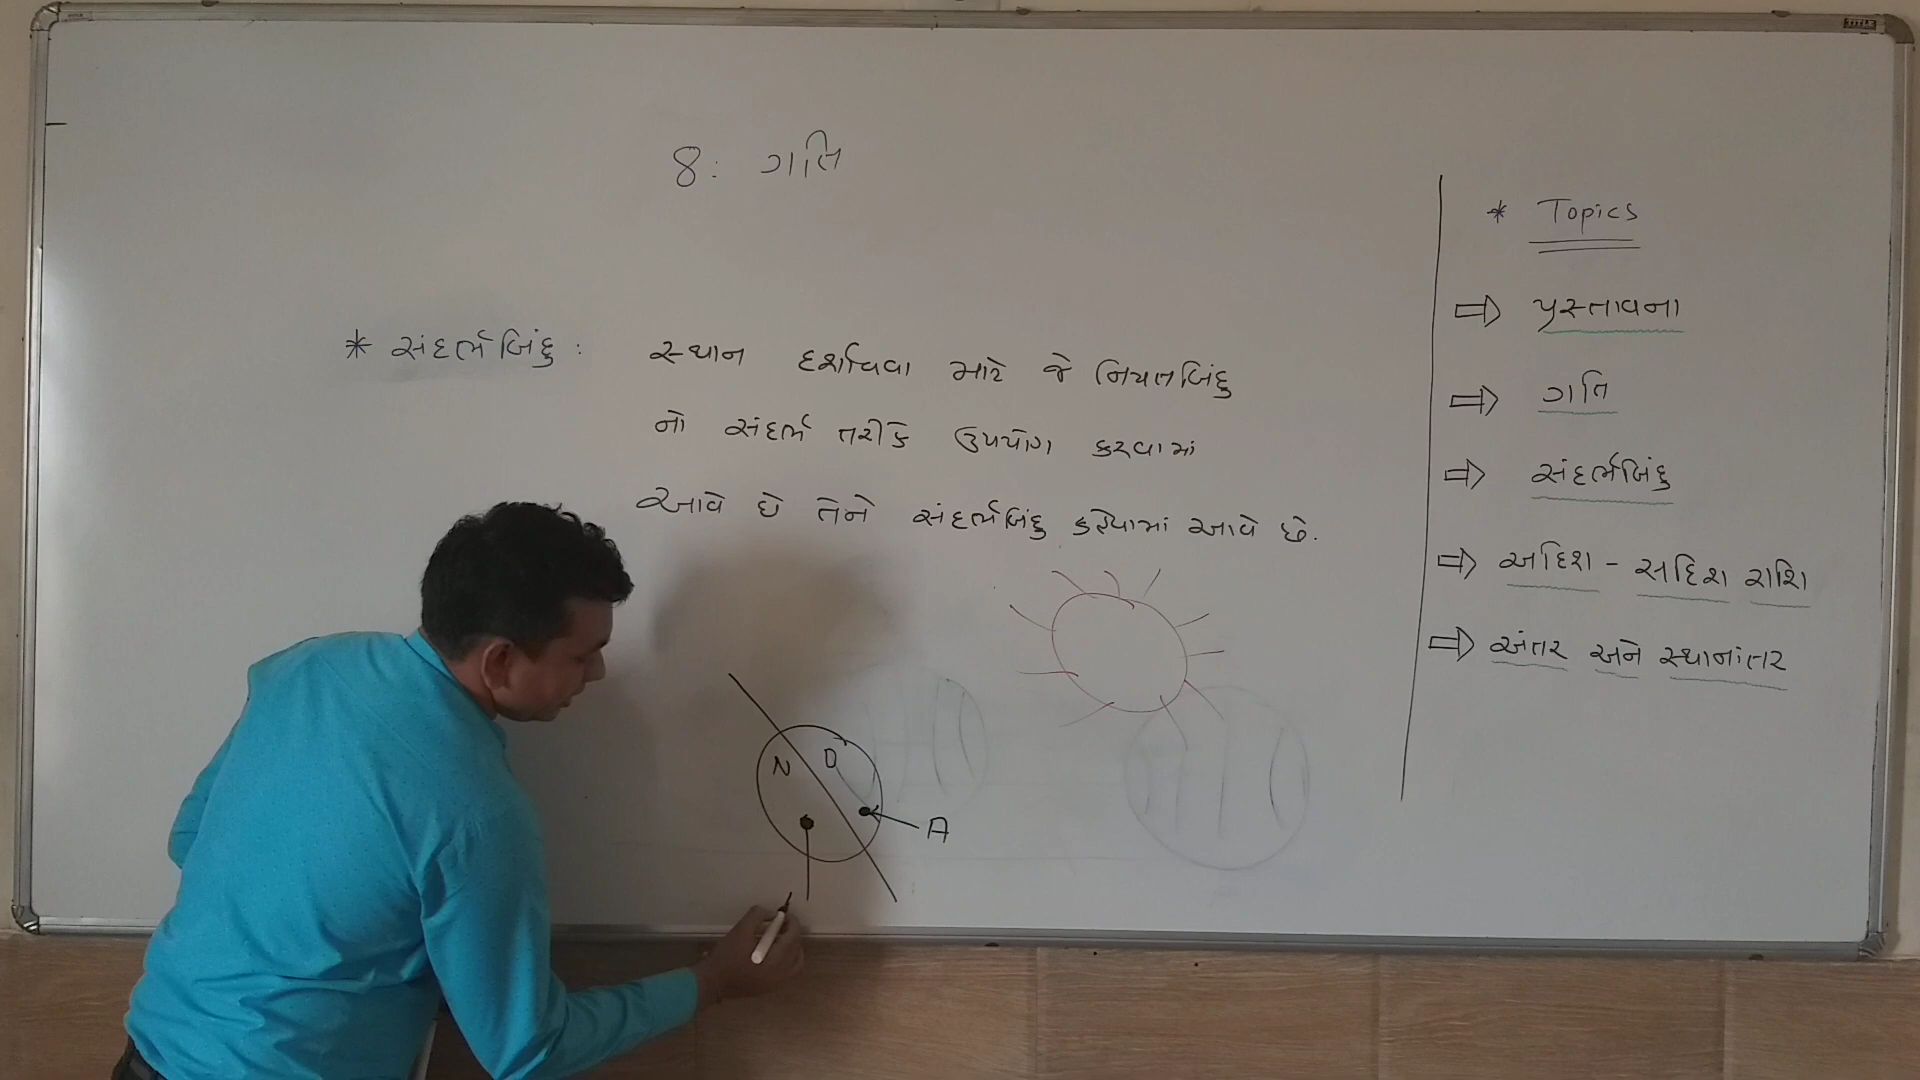 8: ગતિ
* સંદર્ભબિંદુ : સ્થાન દર્શાવવા માટે જે નિયતબિંદુ
નો સંદર્ભ તરીકે ઉપયોગ કરવામાં
આવે છે તેને સંદર્ભબિંદુ કહેવામાં આવે છે.
N D
A
* Topics
⇒ પ્રસ્તાવના
⇒ ગતિ
⇒ સંદર્ભબિંદુ
⇒ અદિશ - સદિશ રાશિ
⇒ અંતર અને સ્થાનાંતર